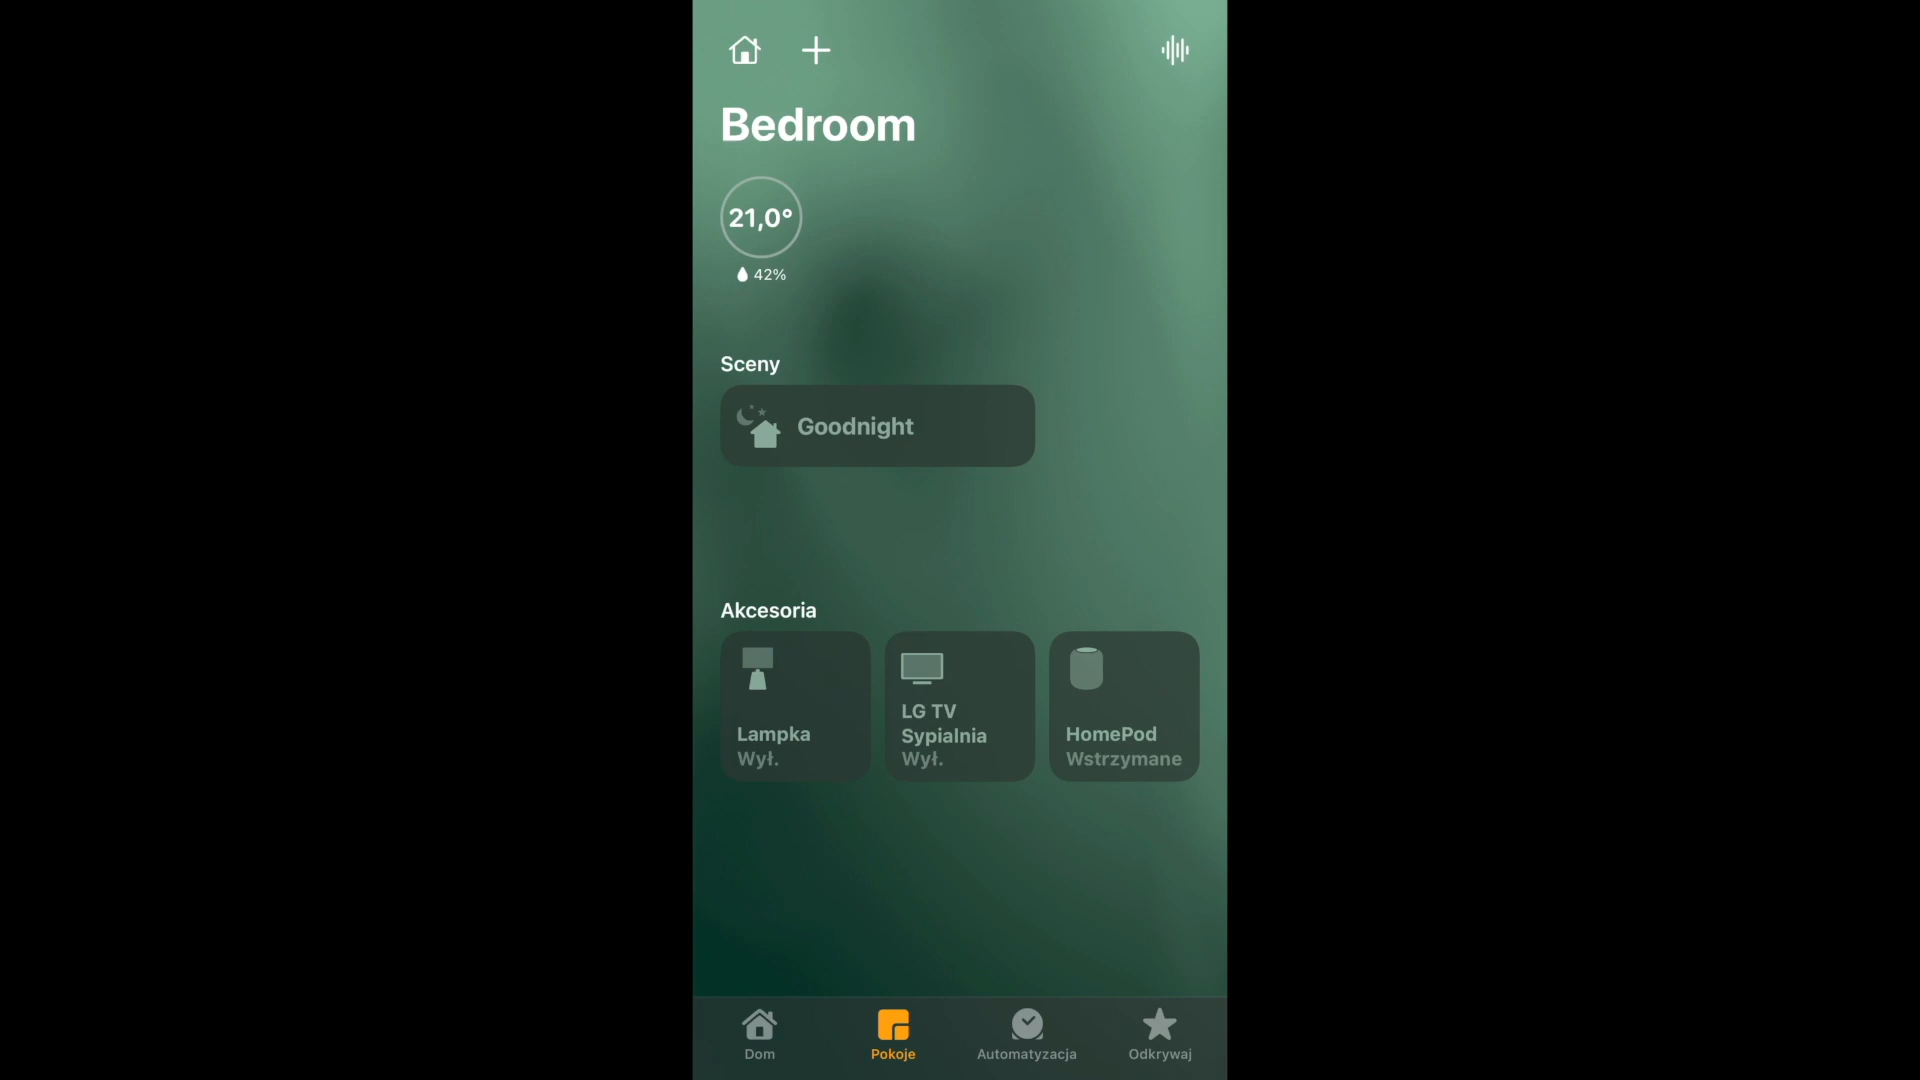 Bedroom
21,0°
42%
Sceny
Goodnight
Akcesoria
Lampka
Wył.
LG TV
Sypialnia
Wył.
HomePod
Wstrzymane
Dom
Pokoje
Automatyzacja
Odkrywaj